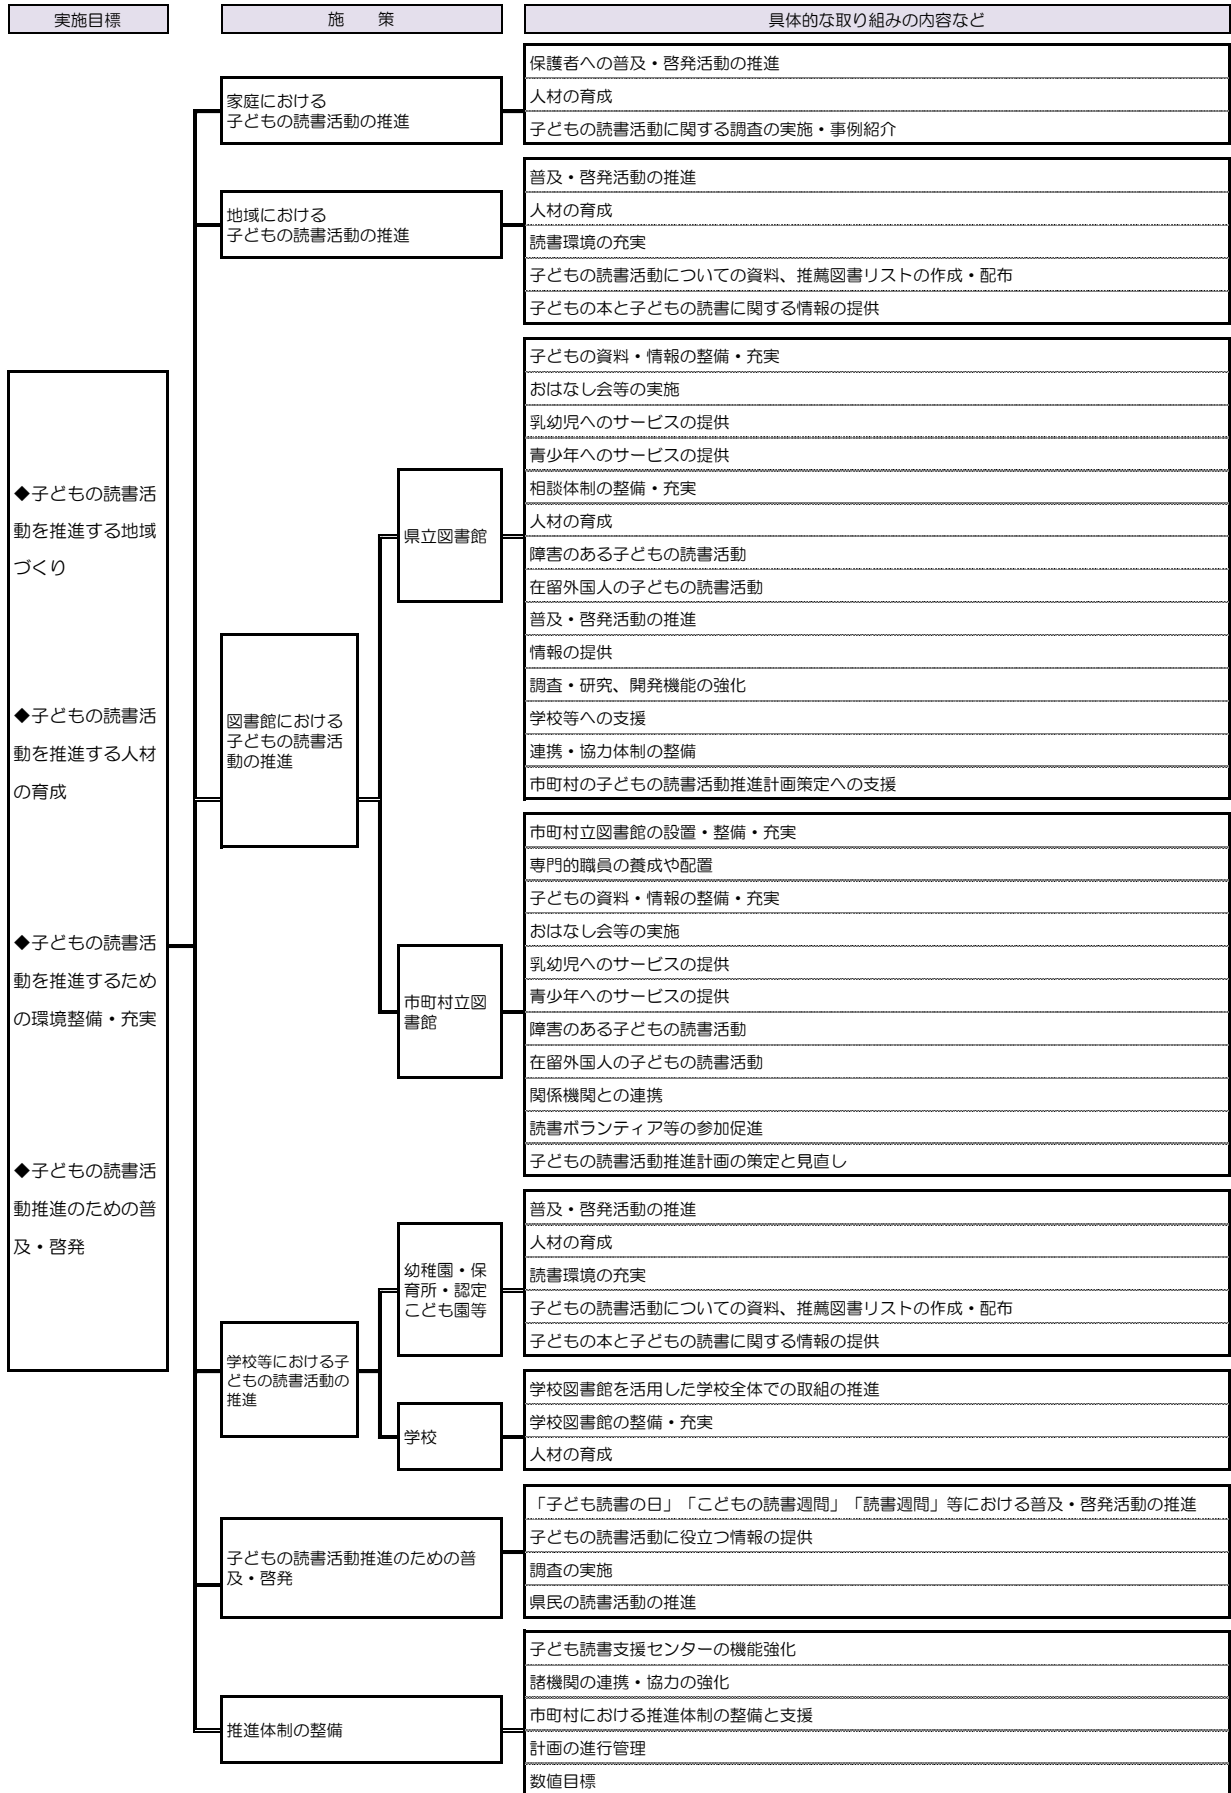 実施目標
施　策
具体的な取り組みの内容など
◆子どもの読書活
動を推進する地域
づくり
◆子どもの読書活
動を推進する人材
の育成
◆子どもの読書活
動を推進するため
の環境整備・充実
◆子どもの読書活
動推進のための普
及・啓発
家庭における
子どもの読書活動の推進
保護者への普及・啓発活動の推進
人材の育成
子どもの読書活動に関する調査の実施・事例紹介
地域における
子どもの読書活動の推進
普及・啓発活動の推進
人材の育成
読書環境の充実
子どもの読書活動についての資料、推薦図書リストの作成・配布
子どもの本と子どもの読書に関する情報の提供
図書館における
子どもの読書活
動の推進
県立図書館
子どもの資料・情報の整備・充実
おはなし会等の実施
乳幼児へのサービスの提供
青少年へのサービスの提供
相談体制の整備・充実
人材の育成
障害のある子どもの読書活動
在留外国人の子どもの読書活動
普及・啓発活動の推進
情報の提供
調査・研究、開発機能の強化
学校等への支援
連携・協力体制の整備
市町村の子どもの読書活動推進計画策定への支援
市町村立図
書館
市町村立図書館の設置・整備・充実
専門的職員の養成や配置
子どもの資料・情報の整備・充実
おはなし会等の実施
乳幼児へのサービスの提供
青少年へのサービスの提供
障害のある子どもの読書活動
在留外国人の子どもの読書活動
関係機関との連携
読書ボランティア等の参加促進
子どもの読書活動推進計画の策定と見直し
学校等における子
どもの読書活動の
推進
幼稚園・保
育所・認定
こども園等
普及・啓発活動の推進
人材の育成
読書環境の充実
子どもの読書活動についての資料、推薦図書リストの作成・配布
子どもの本と子どもの読書に関する情報の提供
学校
学校図書館を活用した学校全体での取組の推進
学校図書館の整備・充実
人材の育成
子どもの読書活動推進のための普
及・啓発
「子ども読書の日」「こどもの読書週間」「読書週間」等における普及・啓発活動の推進
子どもの読書活動に役立つ情報の提供
調査の実施
県民の読書活動の推進
推進体制の整備
子ども読書支援センターの機能強化
諸機関の連携・協力の強化
市町村における推進体制の整備と支援
計画の進行管理
数値目標